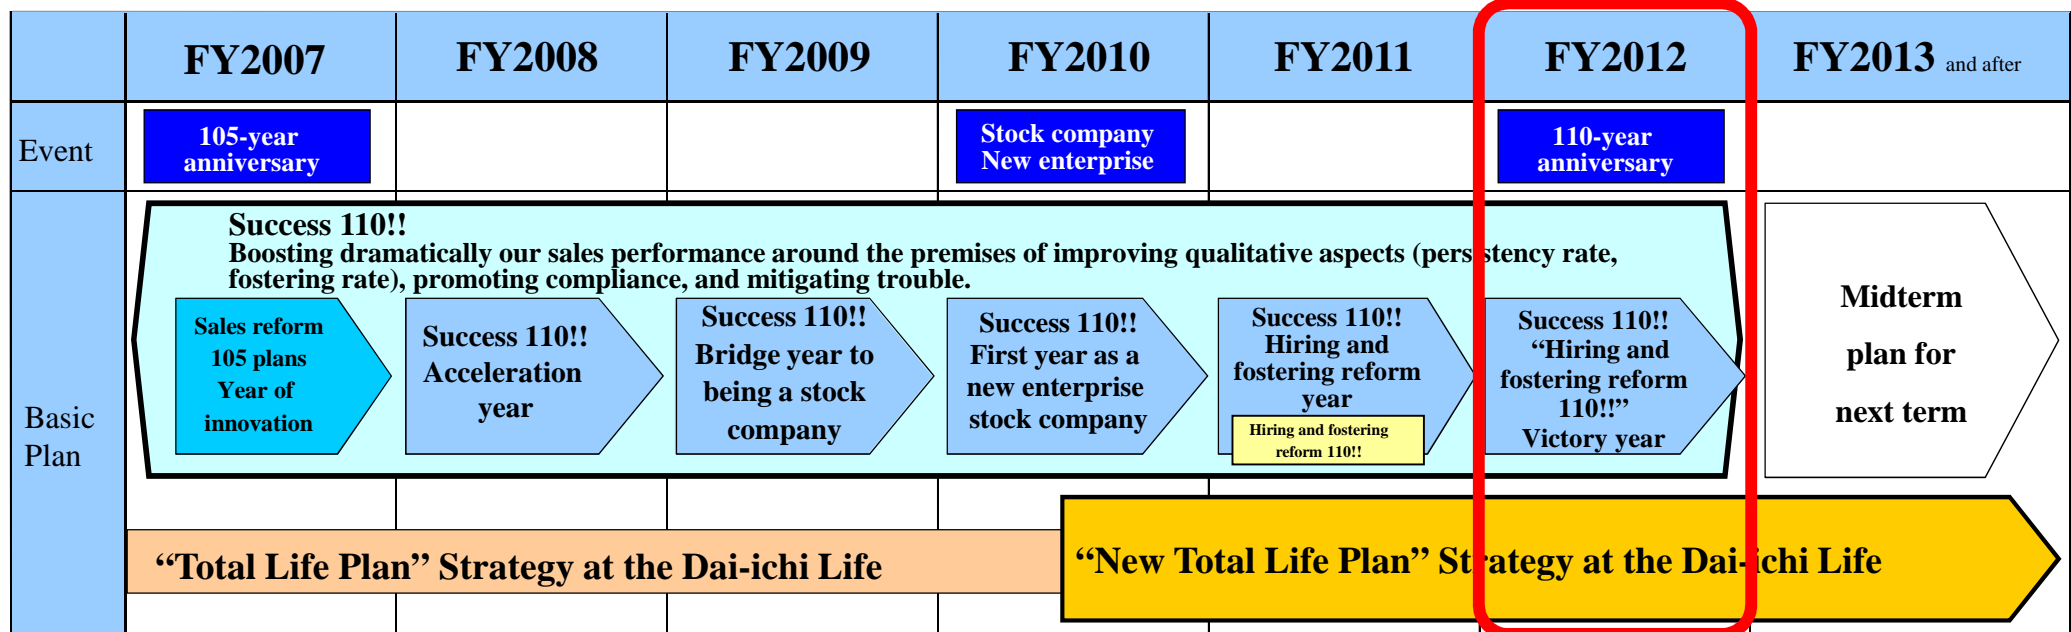 FY2007
FY2008
FY2009
FY2010
FY2011
FY2012
FY2013 and after
Event
105-year
anniversary
Stock company
New enterprise
110-year
anniversary
Basic
Plan
Success 110!!
Boosting dramatically our sales performance around the premises of improving qualitative aspects (persistency rate,
fostering rate), promoting compliance, and mitigating trouble.
Sales reform
105 plans
Year of
innovation
Success 110!!
Acceleration
year
Success 110!!
Bridge year to
being a stock
company
Success 110!!
First year as a
new enterprise
stock company
Success 110!!
Hiring and
fostering reform
year
Hiring and fostering
reform 110!!
Success 110!!
“Hiring and
fostering reform
110!!”
Victory year
Midterm
plan for
next term
“Total Life Plan” Strategy at the Dai-ichi Life
“New Total Life Plan” Strategy at the Dai-ichi Life